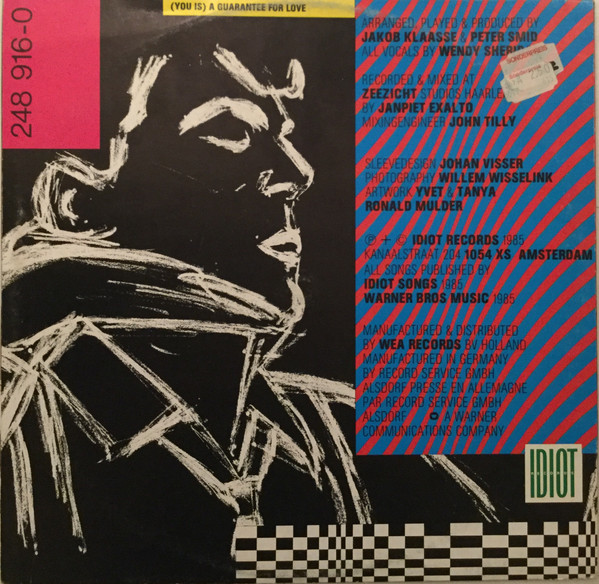 (YOU IS) A GUARANTEE FOR LOVE
248 916-0
ARRANGED, PLAYED & PRODUCED BY
JAKOB KLAASSE & PETER SMID
ALL VOCALS BY WENDY
SONDERPREIS
RECORDED & MIXED AT
ZEEZICHT STUDIOS HAARLE
BY JANPIET EXALTO
MIXINGENGINEER JOHN TILLY
SLEEVEDESIGN JOHAN VISSER
PHOTOGRAPHY WILLEM WISSELINK
ARTWORK YVET & TANYA
RONALD MULDER
℗ + © IDIOT RECORDS 1985
KANAALSTRAAT 204 1054 XS AMSTERDAM
ALL SONGS PUBLISHED BY
IDIOT SONGS 1985
WARNER BROS MUSIC 1985
MANUFACTURED & DISTRIBUTED
BY WEA RECORDS BV HOLLAND
MANUFACTURED IN GERMANY
BY RECORD SERVICE GMBH
ALSDORF PRESSE EN ALLEMAGNE
PAR RECORD SERVICE GMBH
ALSDORF A WARNER
COMMUNICATIONS COMPANY
IDIOT
RECORDS